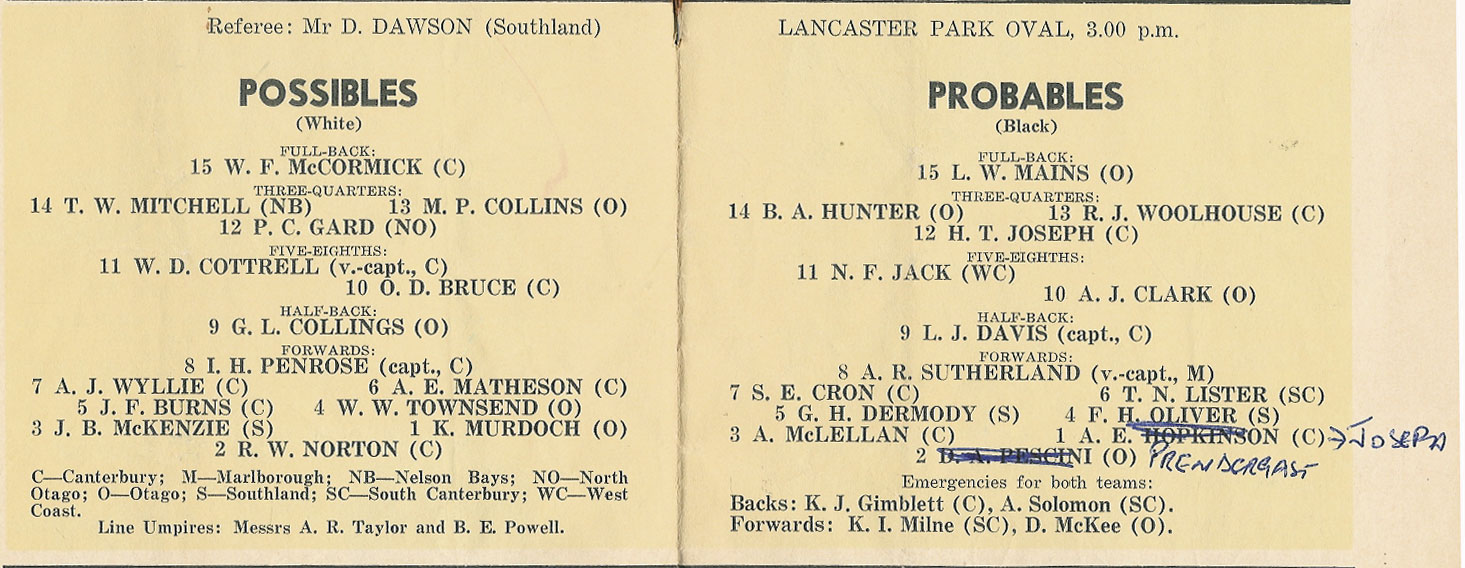 Referee: Mr D. DAWSON (Southland)
POSSIBLES
(White)
FULL-BACK:
15 W. F. McCORMICK (C)
THREE-QUARTERS:
14 T. W. MITCHELL (NB) 13 M. P. COLLINS (O)
12 P. C. GARD (NO)
FIVE-EIGHTHS:
11 W. D. COTTRELL (v.-capt., C)
10 O. D. BRUCE (C)
HALF-BACK:
9 G. L. COLLINGS (O)
FORWARDS:
8 I. H. PENROSE (capt., C)
7 A. J. WYLLIE (C) 6 A. E. MATHESON (C)
5 J. F. BURNS (C) 4 W. W. TOWNSEND (O)
3 J. B. McKENZIE (S) 1 K. MURDOCH (O)
2 R. W. NORTON (C)
C—Canterbury; M—Marlborough; NB—Nelson Bays; NO—North
Otago; O—Otago; S—Southland; SC—South Canterbury; WC—West
Coast.
Line Umpires: Messrs A. R. Taylor and B. E. Powell.
LANCASTER PARK OVAL, 3.00 p.m.
PROBABLES
(Black)
FULL-BACK:
15 L. W. MAINS (O)
THREE-QUARTERS:
14 B. A. HUNTER (O) 13 R. J. WOOLHOUSE (C)
12 H. T. JOSEPH (C)
FIVE-EIGHTHS:
11 N. F. JACK (WC)
10 A. J. CLARK (O)
HALF-BACK:
9 L. J. DAVIS (capt., C)
FORWARDS:
8 A. R. SUTHERLAND (v.-capt., M)
7 S. E. CRON (C) 6 T. N. LISTER (SC)
5 G. H. DERMODY (S) 4 F. H. OLIVER (S)
3 A. McLELLAN (C) 1 A. E. HOPKINSON (C) → JOSEPH
2 D. A. PESCINI (O) PRENDERGAST
Emergencies for both teams:
Backs: K. J. Gimblett (C), A. Solomon (SC).
Forwards: K. I. Milne (SC), D. McKee (O).